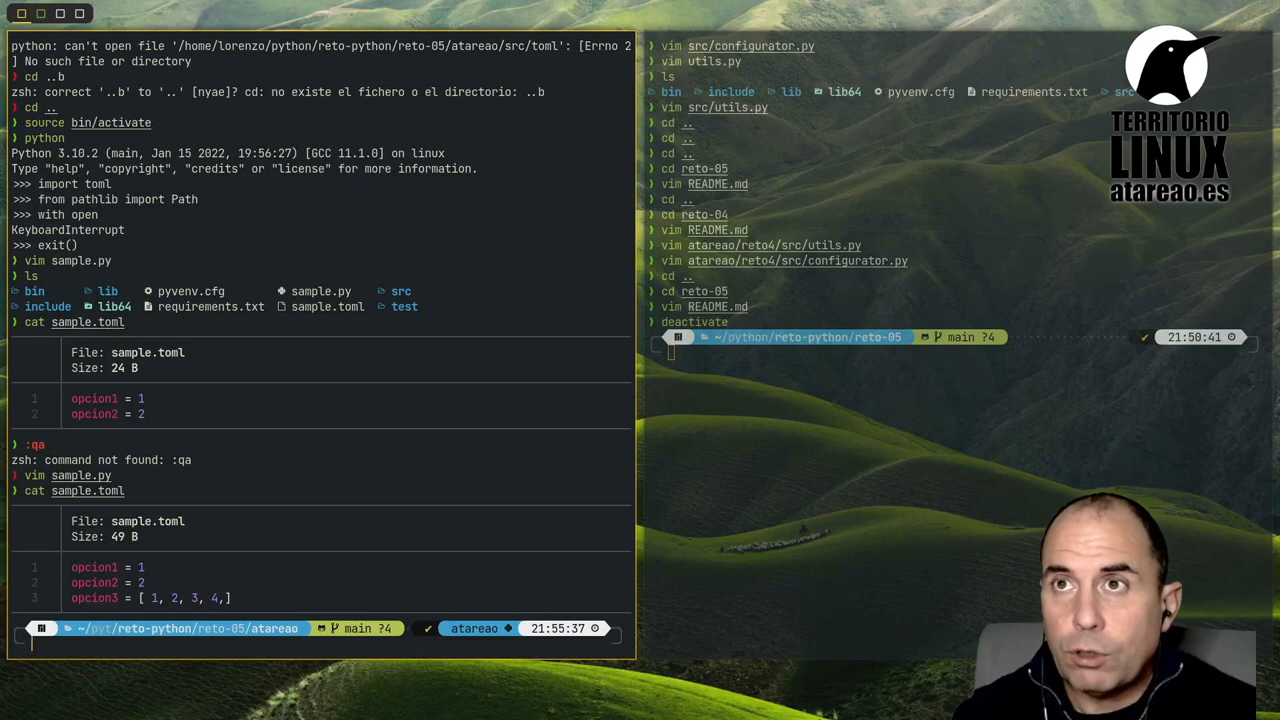 python: can't open file '/home/lorenzo/python/reto-python/reto-05/atareao/src/toml': [Errno 2
] No such file or directory
❯ cd ..b
zsh: correct '..b' to '..' [nyae]? cd: no existe el fichero o el directorio: ..b
❯ cd ..
❯ source bin/activate
❯ python
Python 3.10.2 (main, Jan 15 2022, 19:56:27) [GCC 11.1.0] on linux
Type "help", "copyright", "credits" or "license" for more information.
>>> import toml
>>> from pathlib import Path
>>> with open
KeyboardInterrupt
>>> exit()
❯ vim sample.py
❯ ls
bin lib pyvenv.cfg sample.py src
include lib64 requirements.txt sample.toml test
❯ cat sample.toml
File: sample.toml
Size: 24 B
1 opcion1 = 1
2 opcion2 = 2
❯ :qa
zsh: command not found: :qa
❯ vim sample.py
❯ cat sample.toml
File: sample.toml
Size: 49 B
1 opcion1 = 1
2 opcion2 = 2
3 opcion3 = [ 1, 2, 3, 4,]
~/pyt/reto-python/reto-05/atareao main ?4 ✔ atareao 21:55:37
❯ vim src/configurator.py
❯ vim utils.py
❯ ls
bin include lib lib64 pyvenv.cfg requirements.txt src
❯ vim src/utils.py
❯ cd ..
❯ cd ..
❯ cd ..
❯ cd reto-05
❯ vim README.md
❯ cd ..
❯ cd reto-04
❯ vim README.md
❯ vim atareao/reto4/src/utils.py
❯ vim atareao/reto4/src/configurator.py
❯ cd ..
❯ cd reto-05
❯ vim README.md
❯ deactivate
~/python/reto-python/reto-05 main ?4 ✔ 21:50:41
TERRITORIO
LINUX
atareao.es